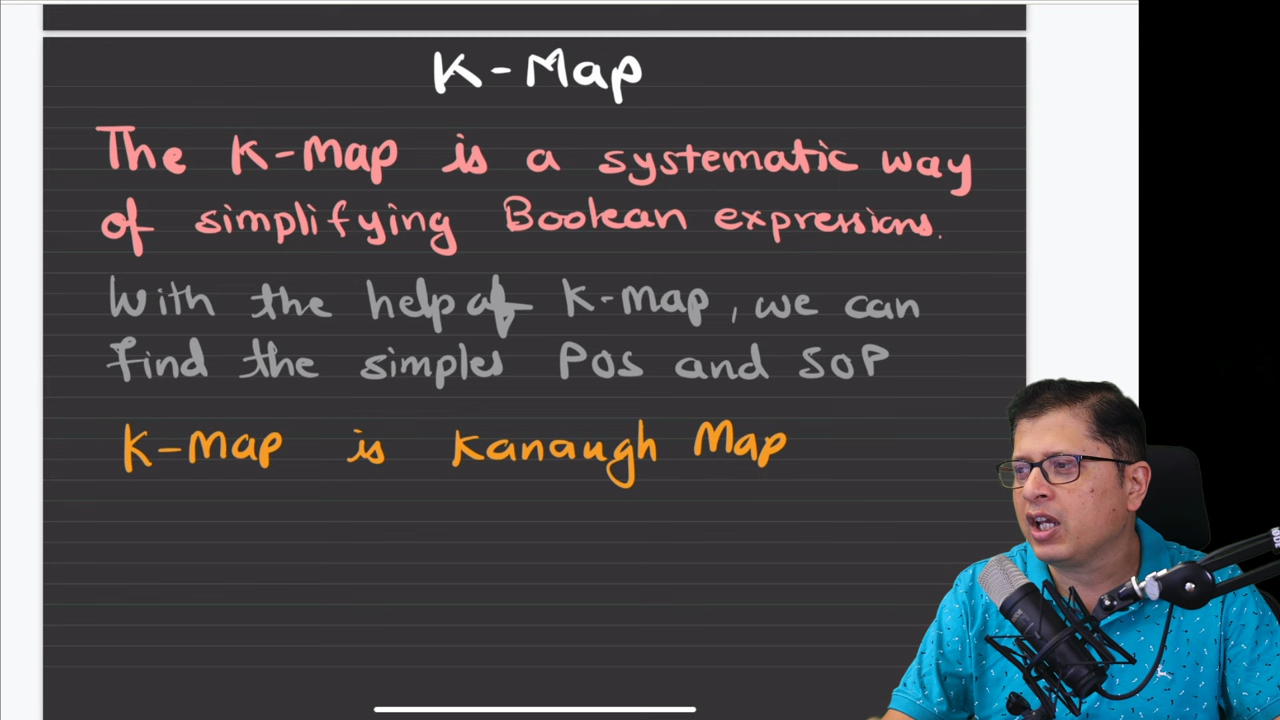 K-Map
The K-Map is a systematic way
of simplifying Boolean expressions.
With the help of K-Map, we can
find the simples POS and SOP
K-Map is Kanaugh Map